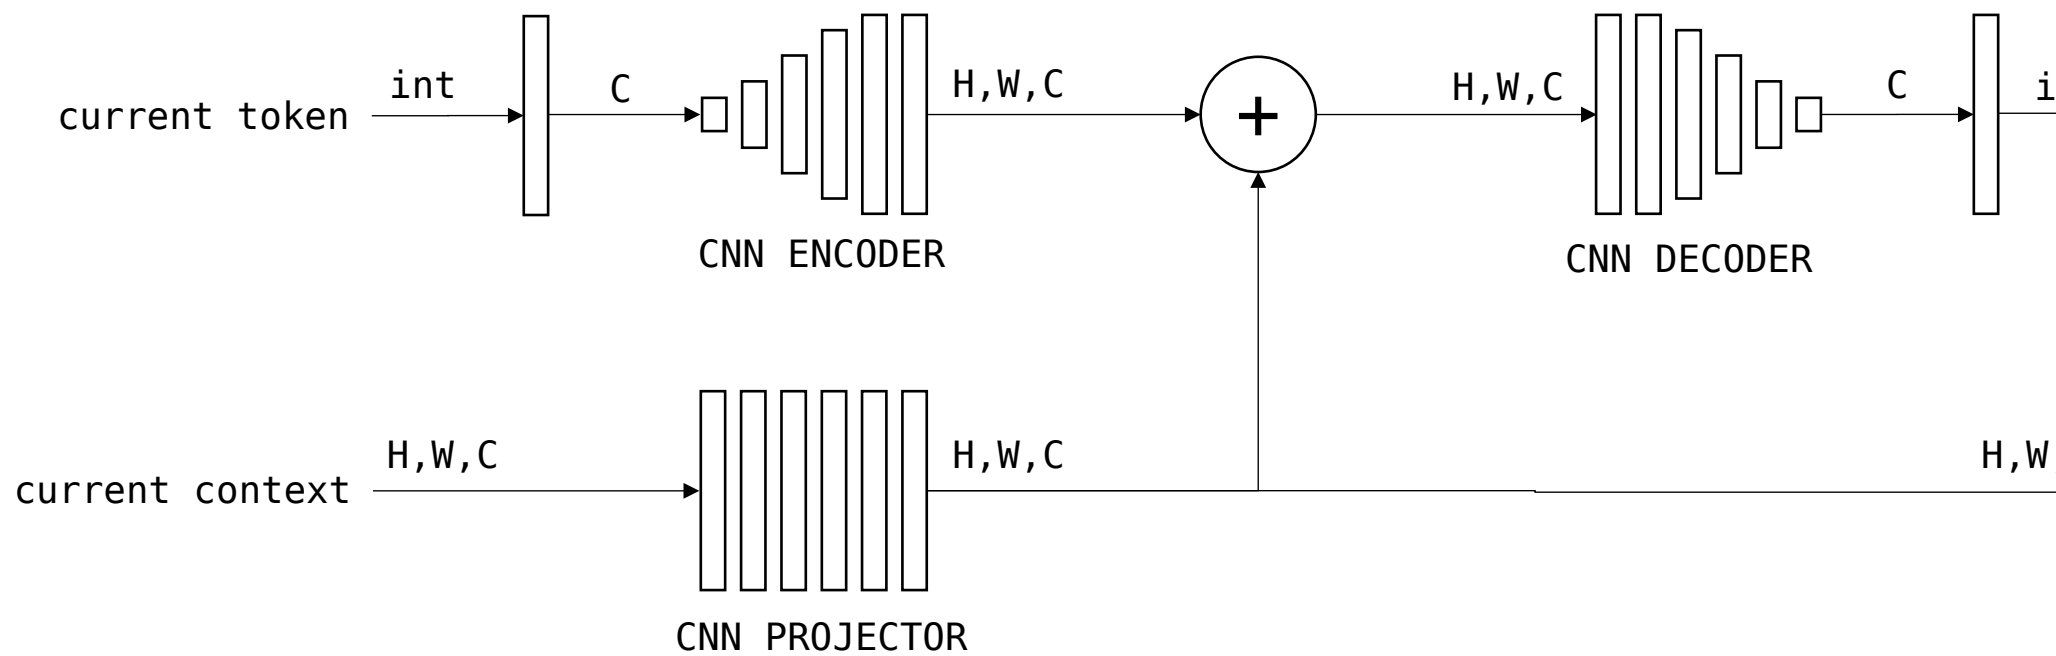 current token
int
C
H,W,C
+
H,W,C
C
i
CNN ENCODER
CNN DECODER
current context
H,W,C
H,W,C
H,W
CNN PROJECTOR